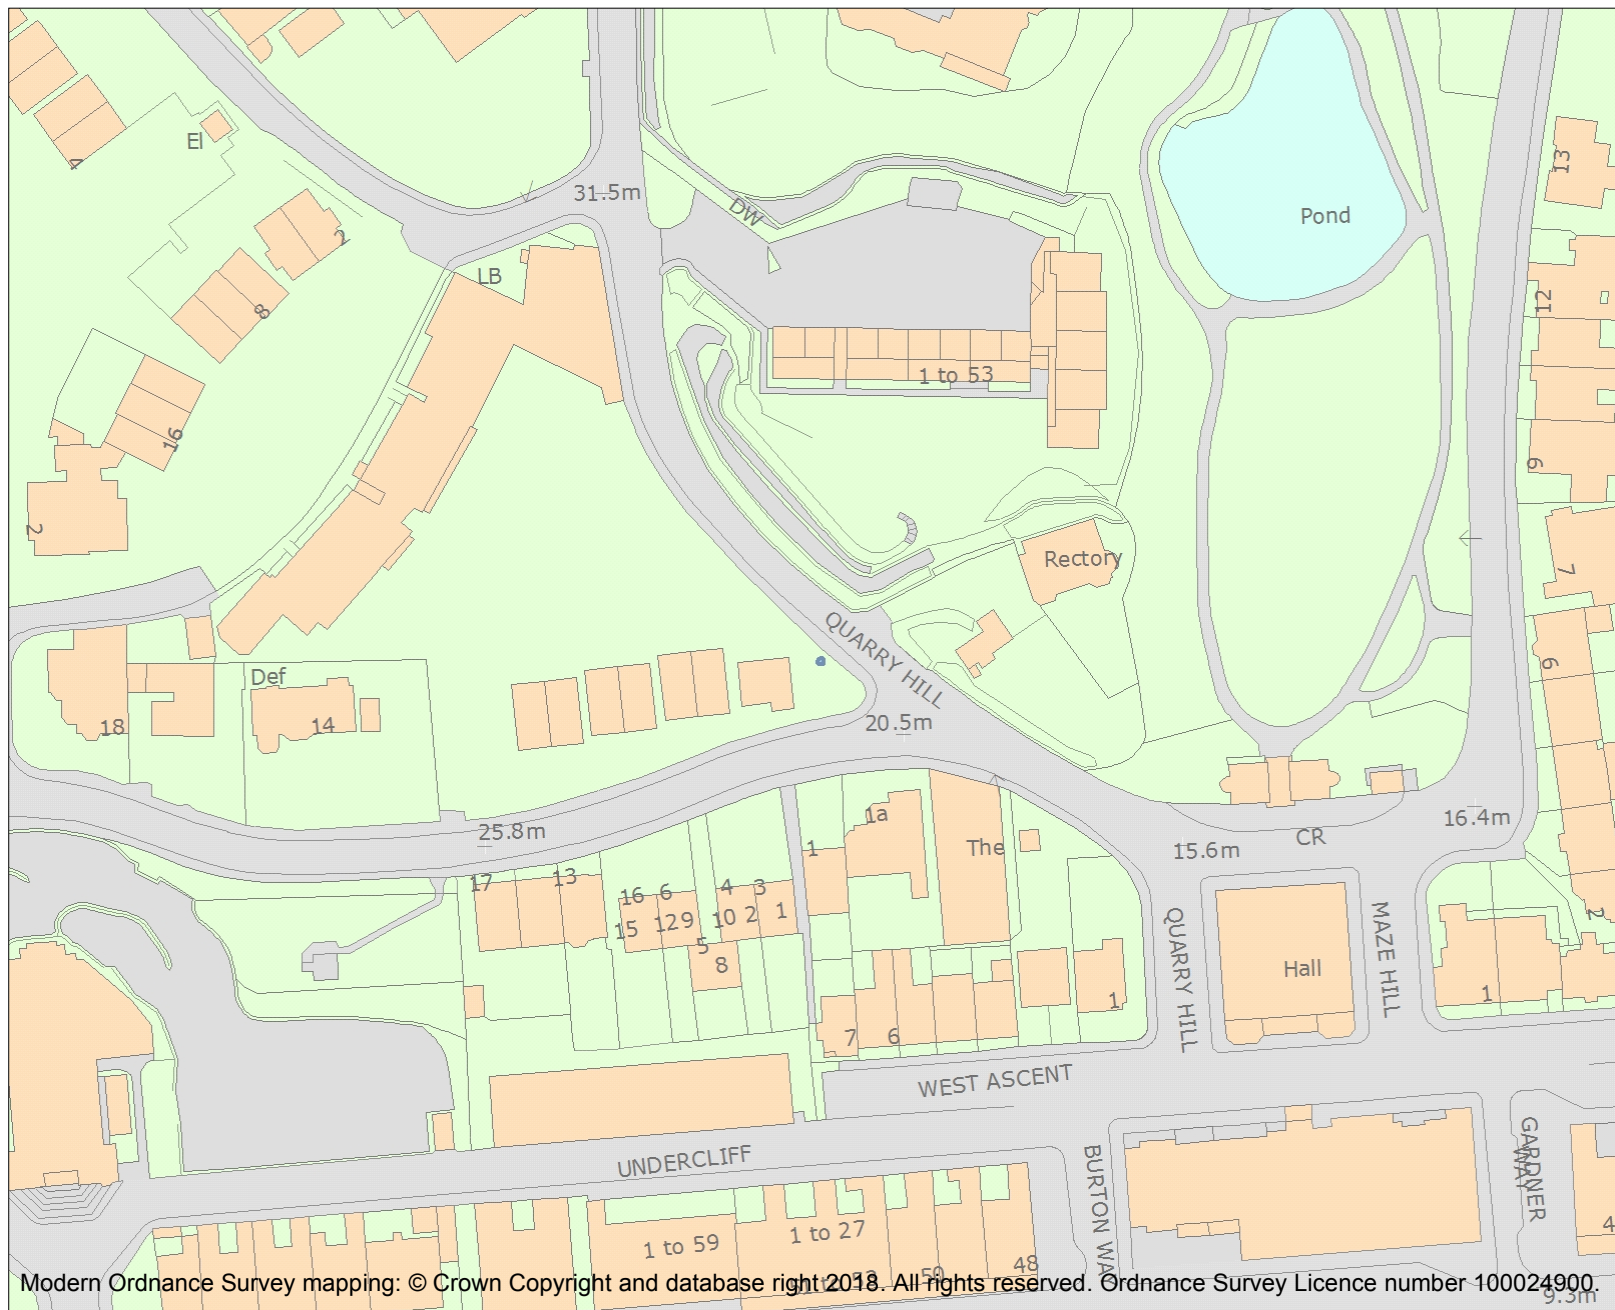 El
4
31.5m
DW
13
2
Pond
LB
8
12
1 to 53
16
9
2
Rectory
7
QUARRY HILL
Def
6
18
14
20.5m
25.8m
1a
1
The
16.4m
CR
15.6m
17
13
16
6
4
3
15
12
9
10
2
1
5
8
QUARRY HILL
MAZE HILL
2
Hall
1
1
7
6
WEST ASCENT
UNDERCLIFF
BURTON WAY
GARDNER
WAY
1 to 59
1 to 27
50
48
4
9.3m
Modern Ordnance Survey mapping: © Crown Copyright and database right 2018. All rights reserved. Ordnance Survey Licence number 100024900.